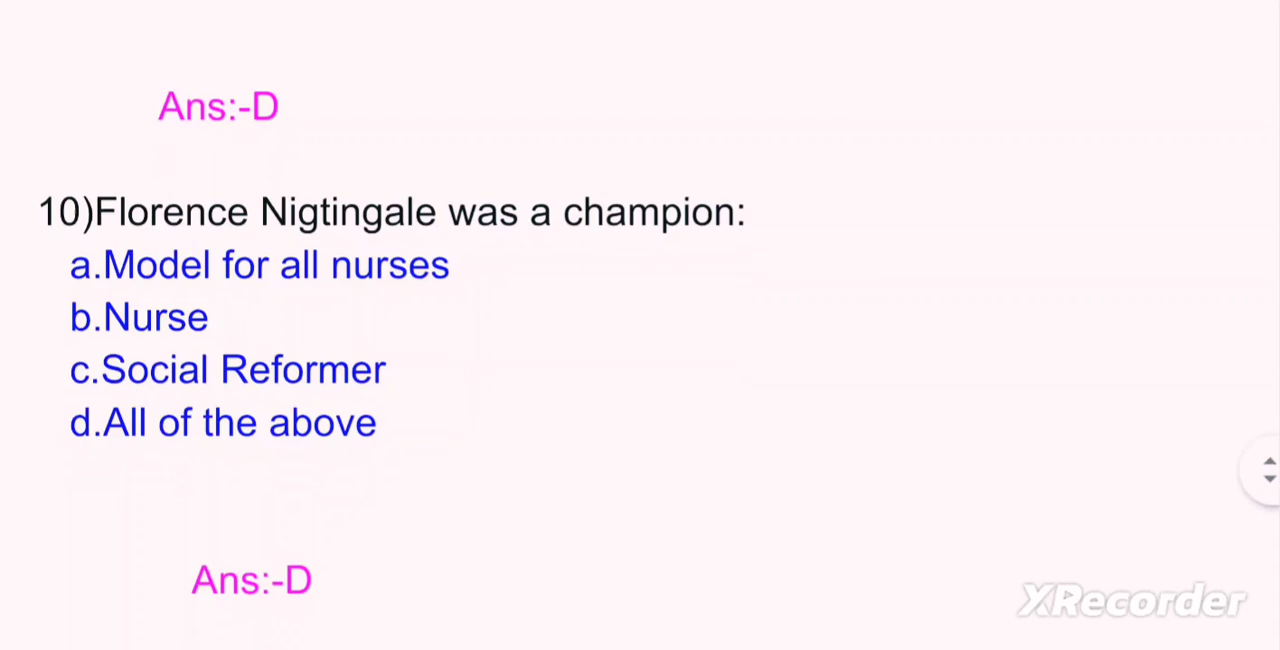 Ans:-D
10)Florence Nigtingale was a champion:
a.Model for all nurses
b.Nurse
c.Social Reformer
d.All of the above
Ans:-D
XRecorder